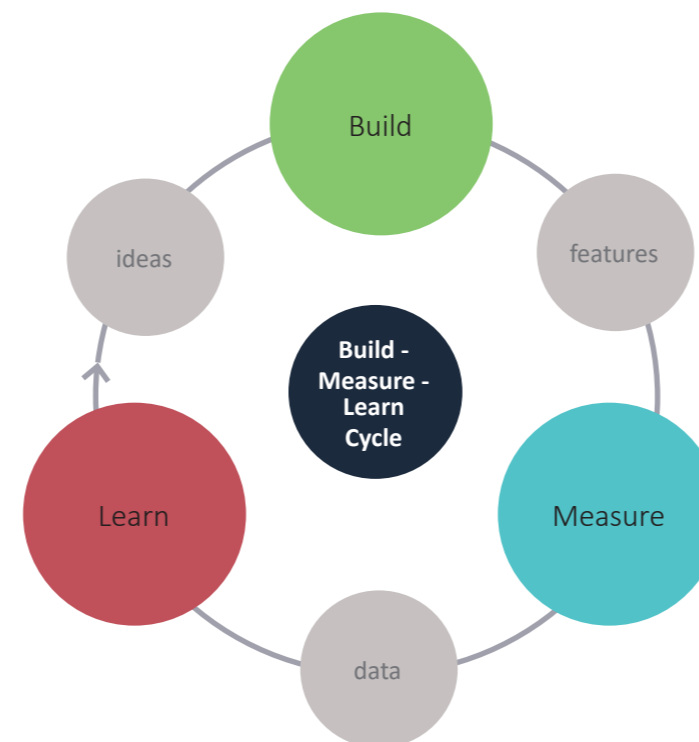 Build
ideas
features
Build -
Measure -
Learn
Cycle
Learn
Measure
data